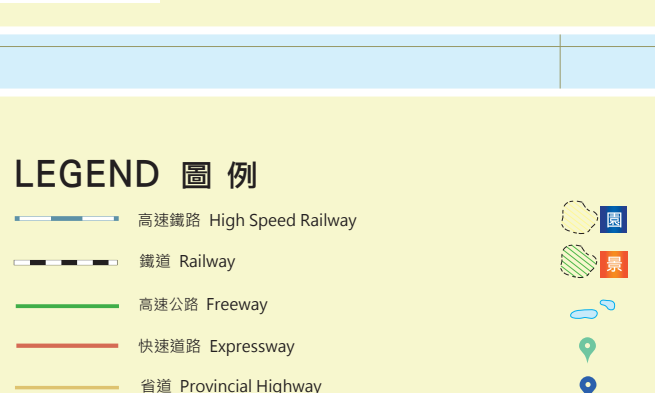 LEGEND 圖 例
高速鐵路 High Speed Railway
園
鐵道 Railway
景
高速公路 Freeway
快速道路 Expressway
省道 Provincial Highway